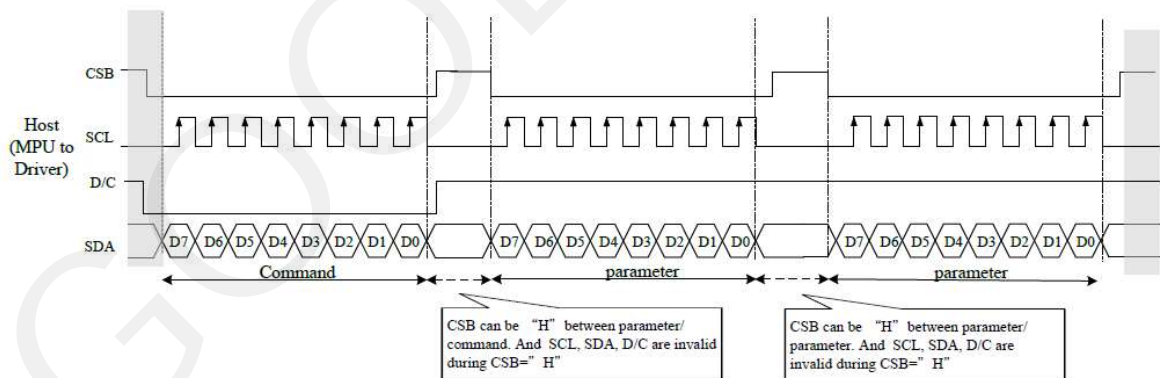 CSB
Host
(MPU to
Driver)
SCL
D/C
SDA
D7 D6 D5 D4 D3 D2 D1 D0
D7 D6 D5 D4 D3 D2 D1 D0
D7 D6 D5 D4 D3 D2 D1 D0
Command
parameter
parameter
CSB can be “H” between parameter/
command. And SCL, SDA, D/C are invalid
during CSB=”H”
CSB can be “H” between parameter/
parameter. And SCL, SDA, D/C are
invalid during CSB=”H”